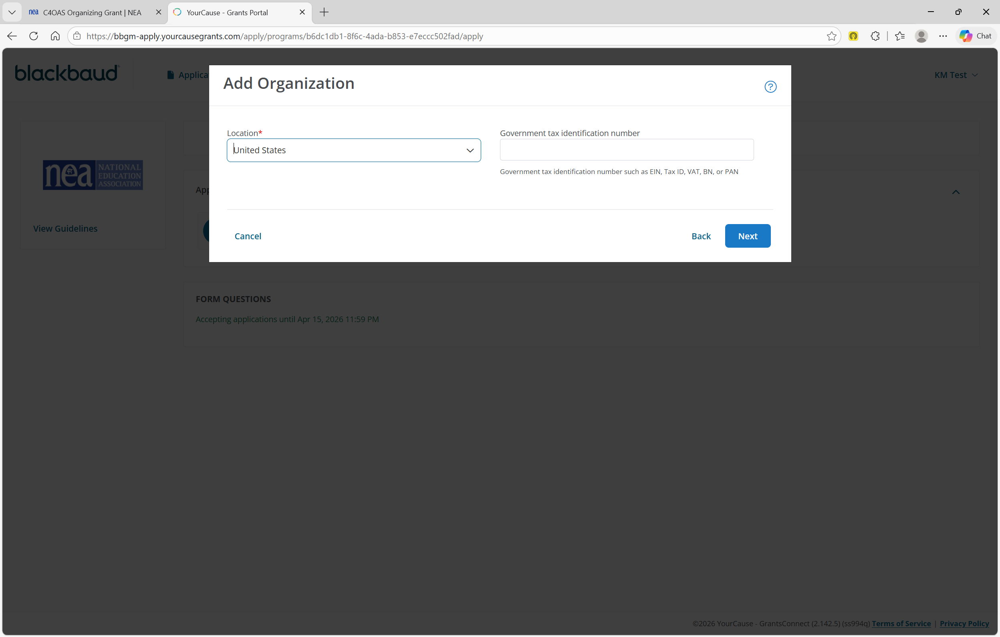 C4OAS Organizing Grant | NEA
YourCause - Grants Portal
https://bbgm-apply.yourcausegrants.com/apply/programs/b6dc1db1-8f6c-4ada-b853-e7eccc502fad/apply
Chat
blackbaud
Applica
KM Test
Add Organization
Location*
United States
Government tax identification number
Government tax identification number such as EIN, Tax ID, VAT, BN, or PAN
Cancel
Back
Next
nea NATIONAL
EDUCATION
ASSOCIATION
View Guidelines
App
FORM QUESTIONS
Accepting applications until Apr 15, 2026 11:59 PM
©2026 YourCause - GrantsConnect (2.142.5) (ss994q) Terms of Service | Privacy Policy